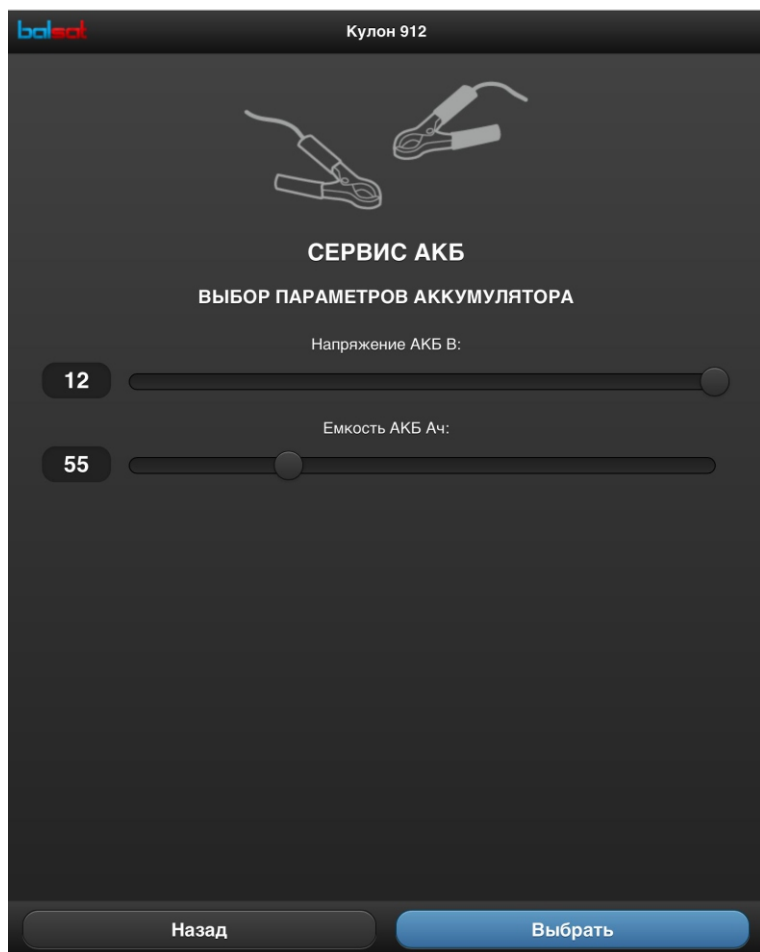 balsat
Кулон 912
СЕРВИС АКБ
ВЫБОР ПАРАМЕТРОВ АККУМУЛЯТОРА
Напряжение АКБ В:
12
Емкость АКБ Ач:
55
Назад
Выбрать